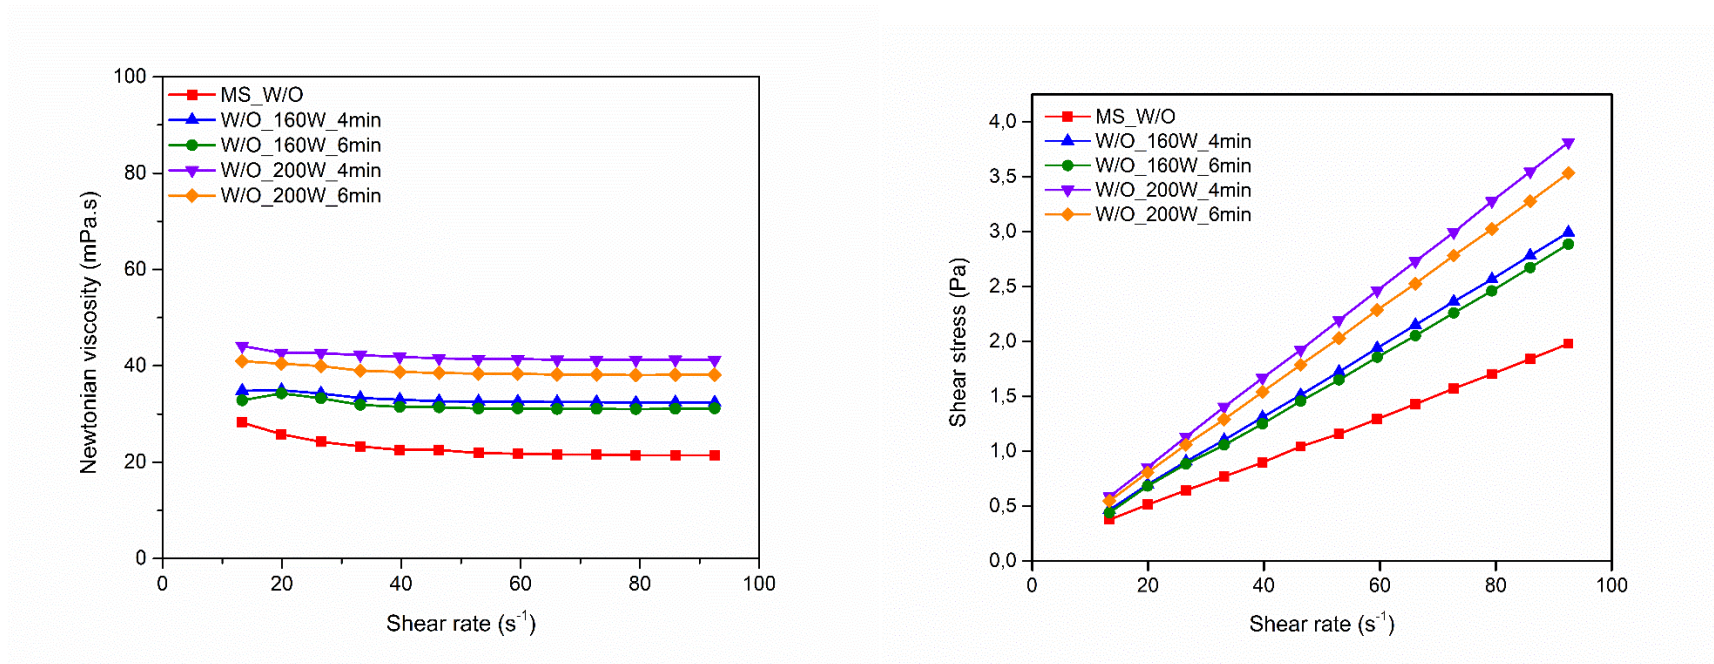 100
80
60
40
20
0
Newtonian viscosity (mPa.s)
MS_W/O
W/O_160W_4min
W/O_160W_6min
W/O_200W_4min
W/O_200W_6min
0 20 40 60 80 100
Shear rate (s⁻¹)
4,0
3,5
3,0
2,5
2,0
1,5
1,0
0,5
0,0
Shear stress (Pa)
MS_W/O
W/O_160W_4min
W/O_160W_6min
W/O_200W_4min
W/O_200W_6min
0 20 40 60 80 100
Shear rate (s⁻¹)